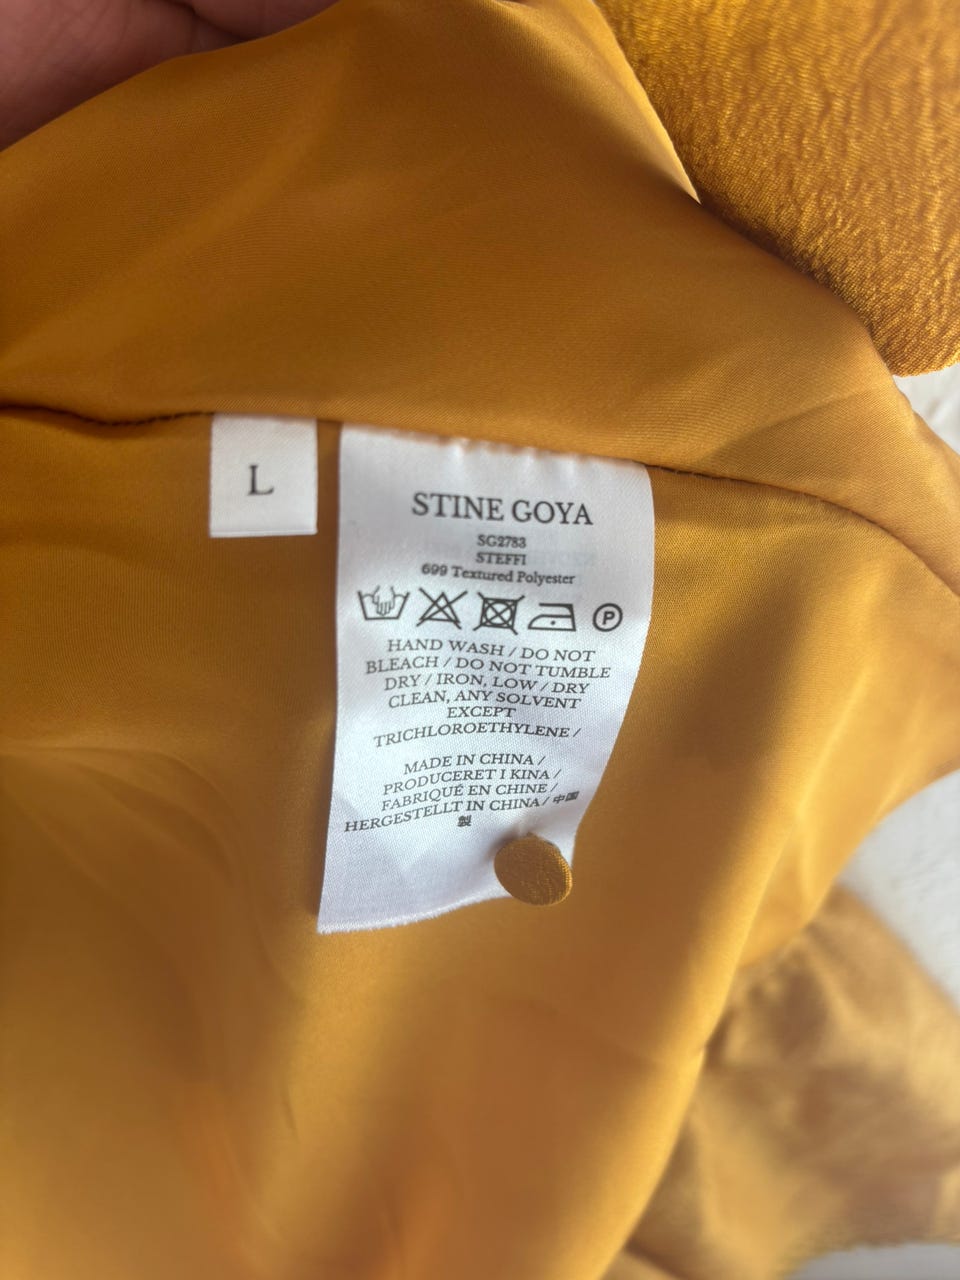 L
STINE GOYA
SG2783
STEFFI
699 Textured Polyester
P
HAND WASH / DO NOT
BLEACH / DO NOT TUMBLE
DRY / IRON, LOW / DRY
CLEAN, ANY SOLVENT
EXCEPT
TRICHLOROETHYLENE /
MADE IN CHINA /
PRODUCERET I KINA /
FABRIQUÉ EN CHINE /
HERGESTELLT IN CHINA / 中国
製